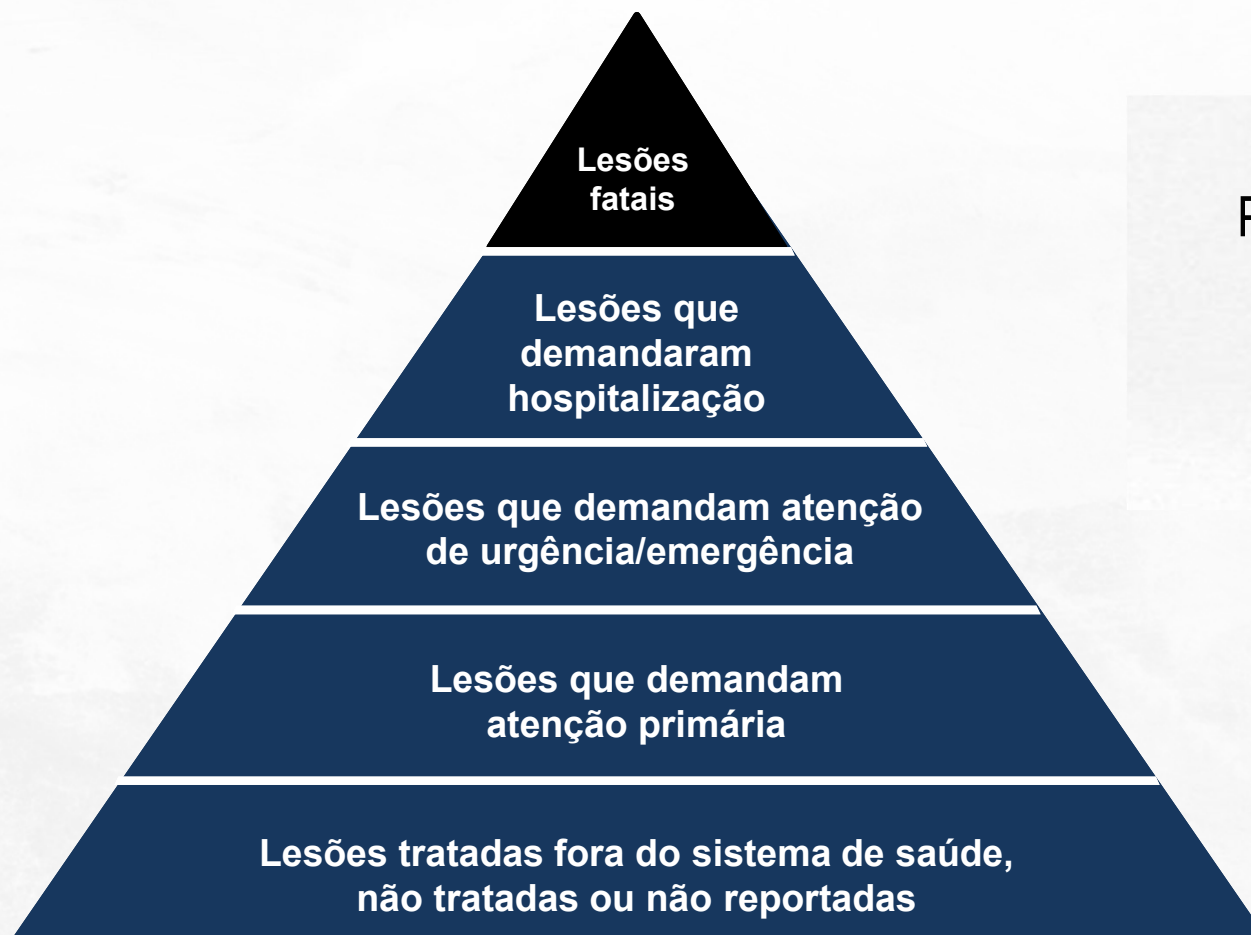 Lesões
fatais
Lesões que
demandaram
hospitalização
Lesões que demandam atenção
de urgência/emergência
Lesões que demandam
atenção primária
Lesões tratadas fora do sistema de saúde,
não tratadas ou não reportadas